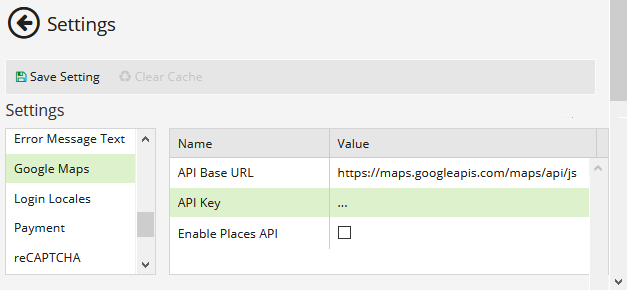 Settings
Save Setting Clear Cache
Settings
Error Message Text
Google Maps
Login Locales
Payment
reCAPTCHA
Name Value
API Base URL https://maps.googleapis.com/maps/api/js
API Key ...
Enable Places API